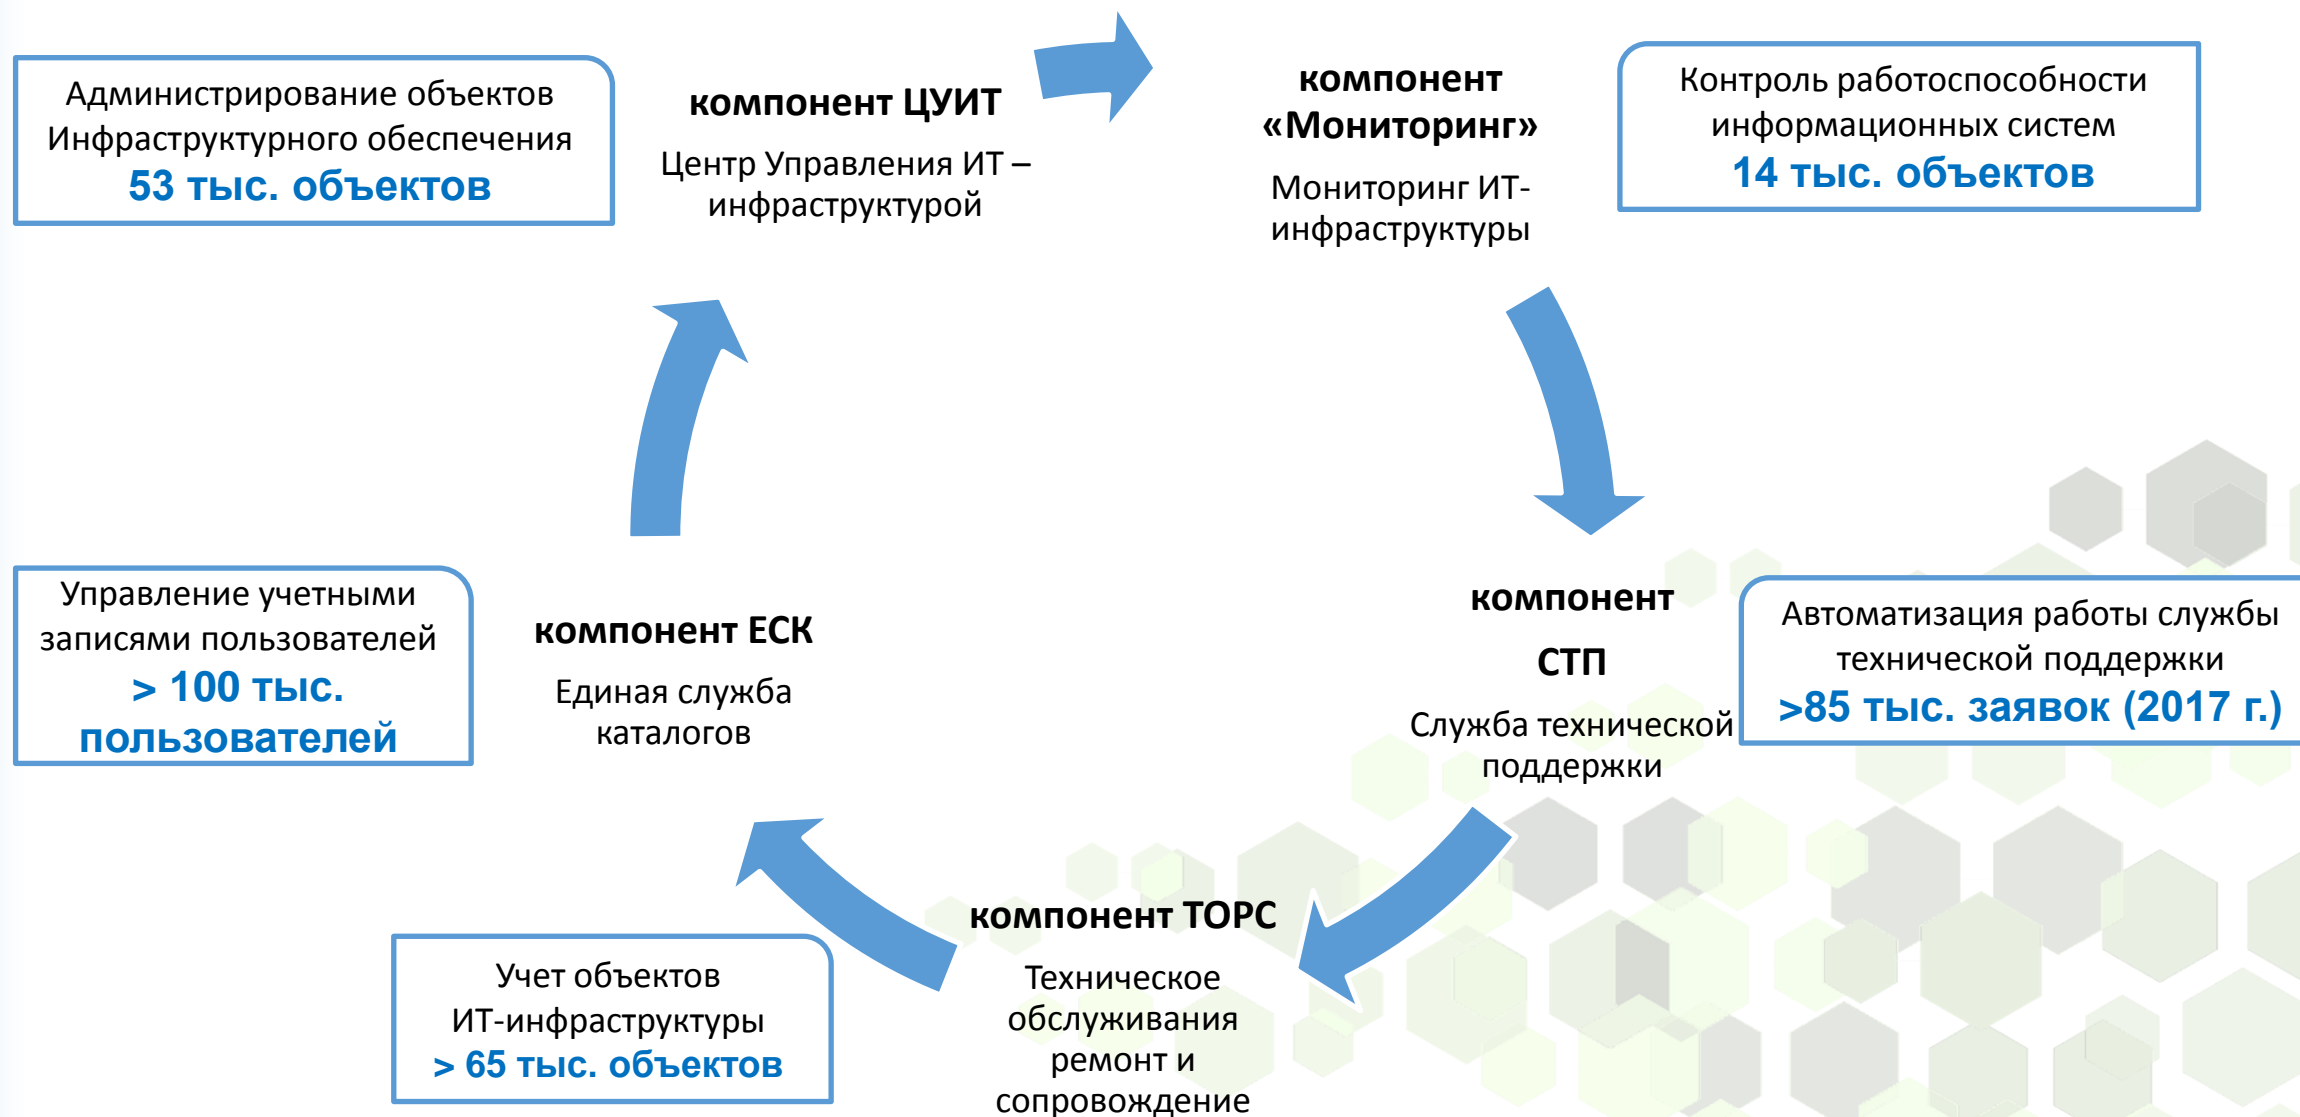 Администрирование объектов
Инфраструктурного обеспечения
53 тыс. объектов
компонент ЦУИТ
Центр Управления ИТ –
инфраструктурой
компонент
«Мониторинг»
Мониторинг ИТ-
инфраструктуры
Контроль работоспособности
информационных систем
14 тыс. объектов
Управление учетными
записями пользователей
> 100 тыс.
пользователей
компонент ЕСК
Единая служба
каталогов
компонент
СТП
Служба технической
поддержки
Автоматизация работы службы
технической поддержки
>85 тыс. заявок (2017 г.)
Учет объектов
ИТ-инфраструктуры
> 65 тыс. объектов
компонент ТОРС
Техническое
обслуживания
ремонт и
сопровождение